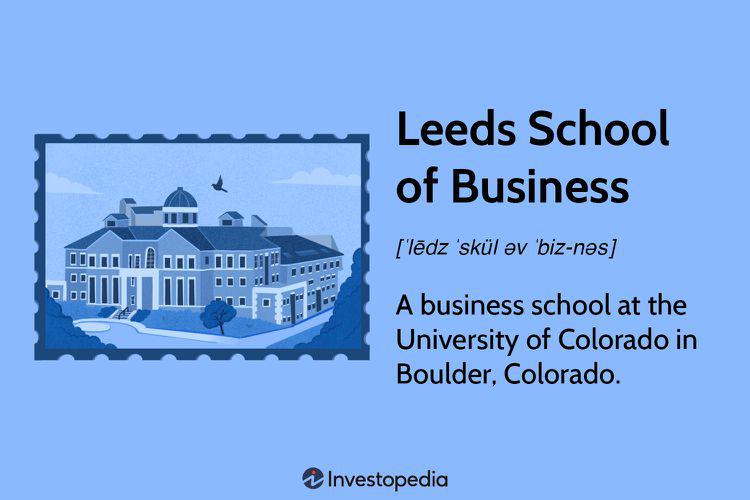 Leeds School
of Business
[ˈlēdz ˈskül əv ˈbiz-nəs]
A business school at the
University of Colorado in
Boulder, Colorado.
Investopedia